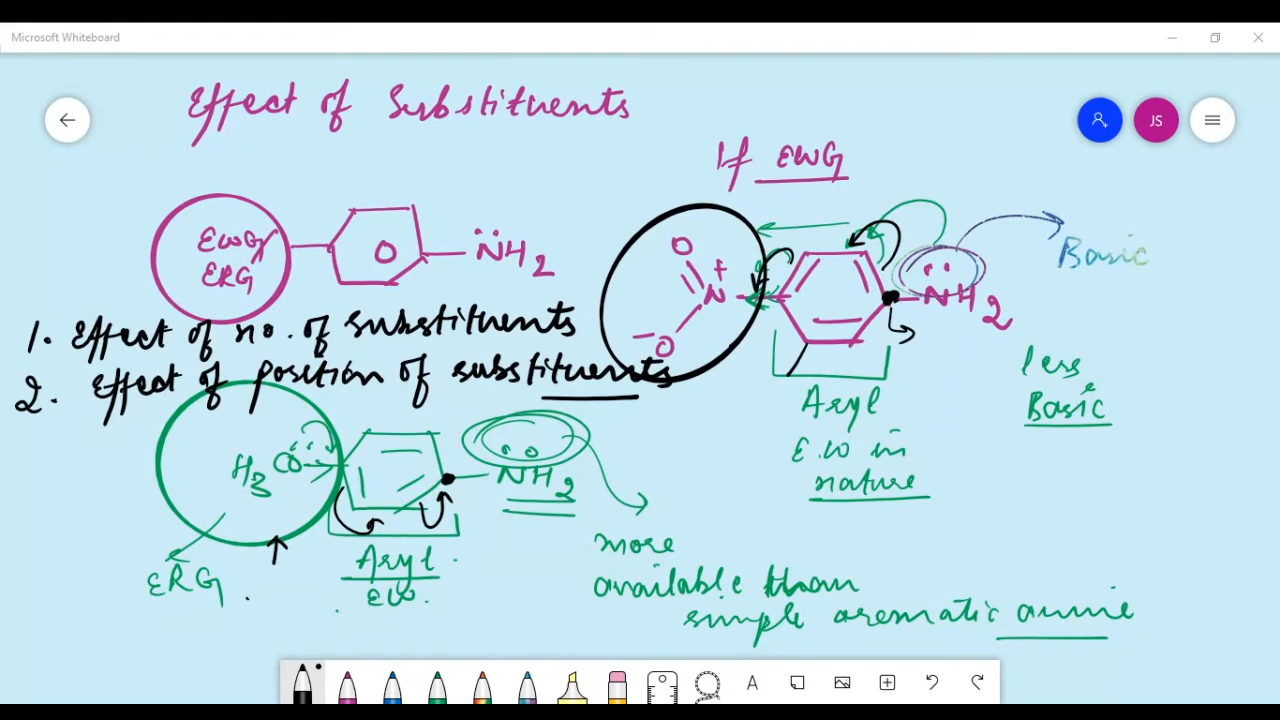 Microsoft Whiteboard
Effect of Substituents
JS
If EWG
EWG
ERG
NH2
O
N+
-O
NH2
Basic
less
Basic
Aryl
E.W in
nature
1. Effect of no. of substituents
2. Effect of position of substituents
H3CO
NH2
ERG
Aryl
EW.
more
available than
simple aromatic amine
A